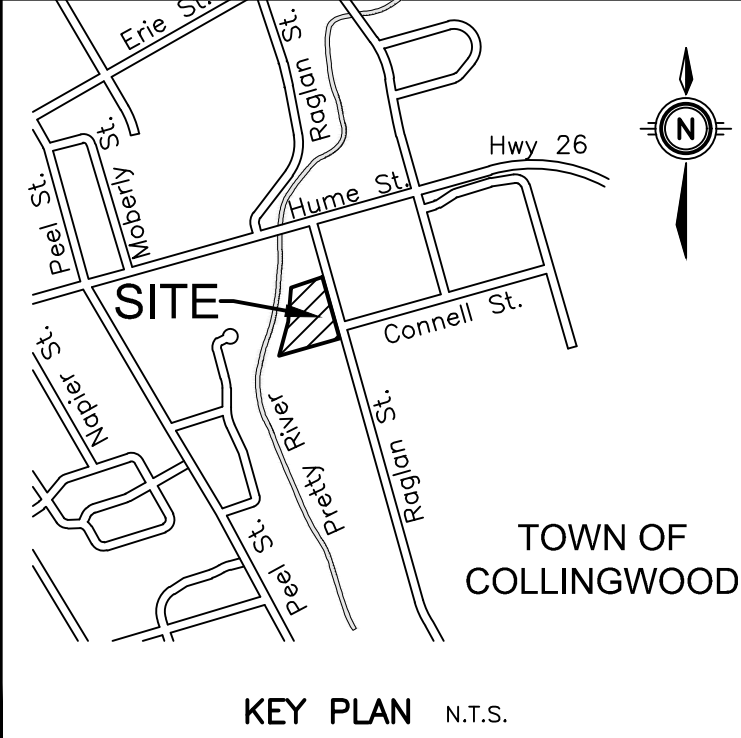 Erie St.
Raglan St.
N
Hwy 26
Moberly St.
Hume St.
Peel St.
SITE
Connell St.
Napier St.
Pretty River
Raglan St.
Peel St.
TOWN OF
COLLINGWOOD
KEY PLAN N.T.S.